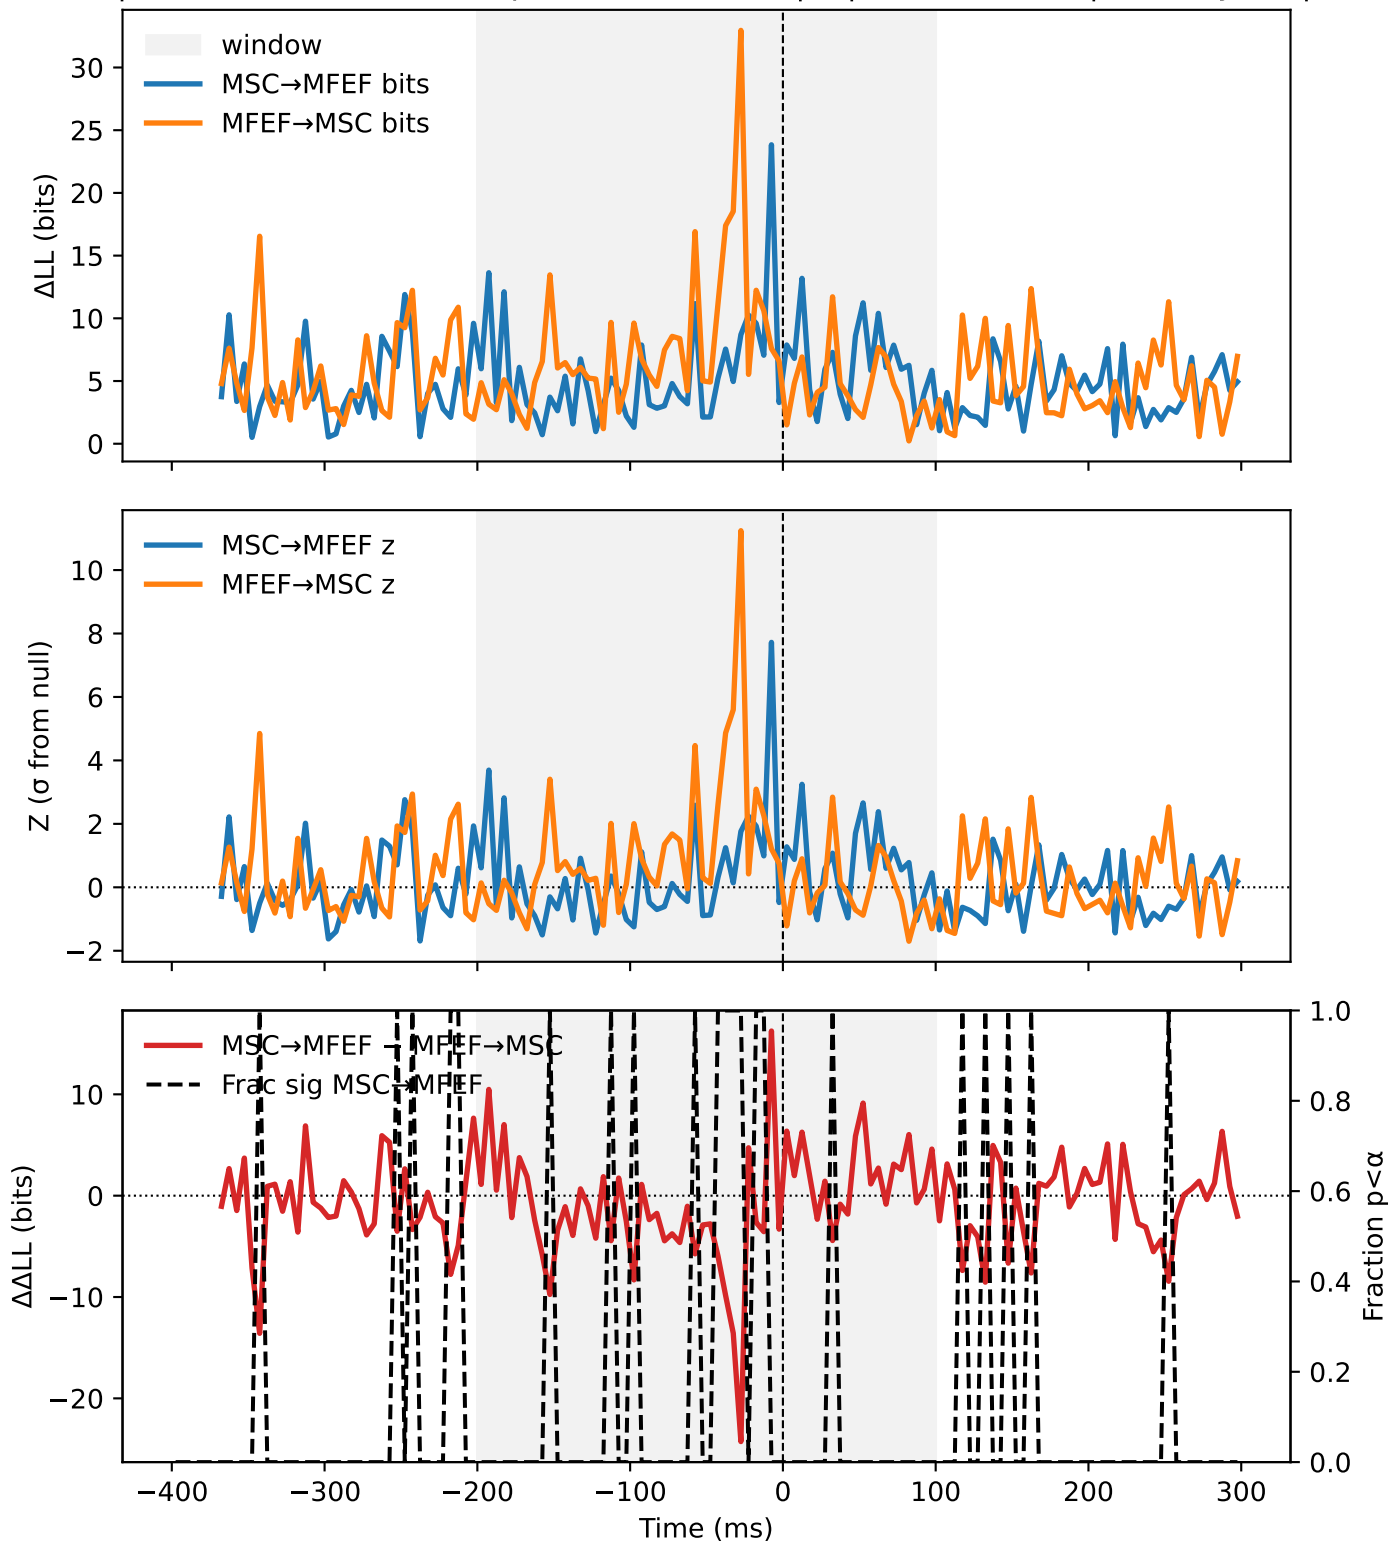 window
MSC→MFEF bits
MFEF→MSC bits
ΔLL (bits)
30
25
20
15
10
5
0
MSC→MFEF z
MFEF→MSC z
Z (σ from null)
10
8
6
4
2
0
−2
MSC→MFEF − MFEF→MSC
Frac sig MSC→MFEF
ΔΔLL (bits)
10
0
−10
−20
1.0
0.8
0.6
0.4
0.2
0.0
Fraction p<α
−400 −300 −200 −100 0 100 200 300
Time (ms)